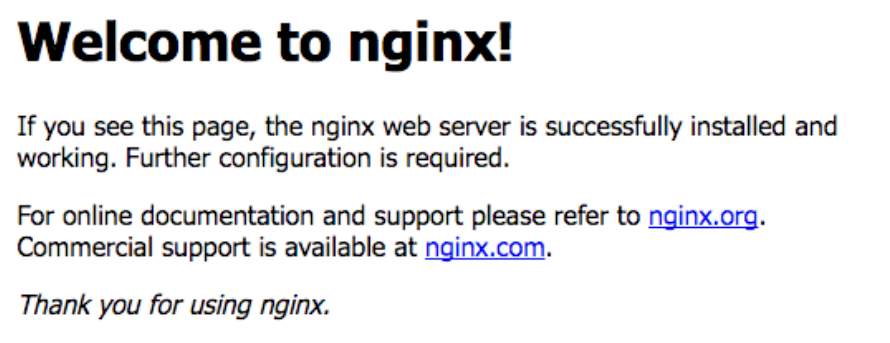 Welcome to nginx!
If you see this page, the nginx web server is successfully installed and
working. Further configuration is required.
For online documentation and support please refer to nginx.org.
Commercial support is available at nginx.com.
Thank you for using nginx.